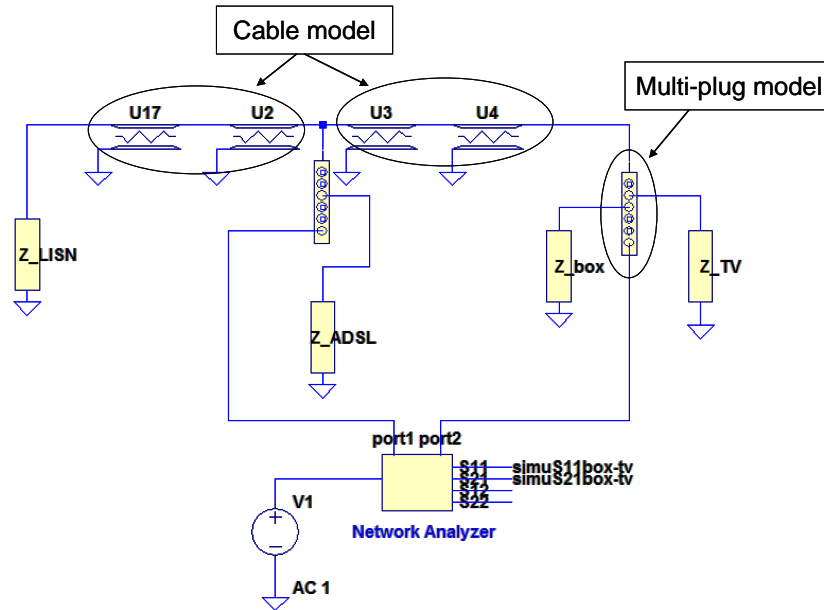 Cable model
Multi-plug model
U17
U2
U3
U4
Z_LISN
Z_ADSL
Z_box
Z_TV
port1 port2
S11
simuS11box-tv
S21
simuS21box-tv
S12
S22
V1
Network Analyzer
AC 1